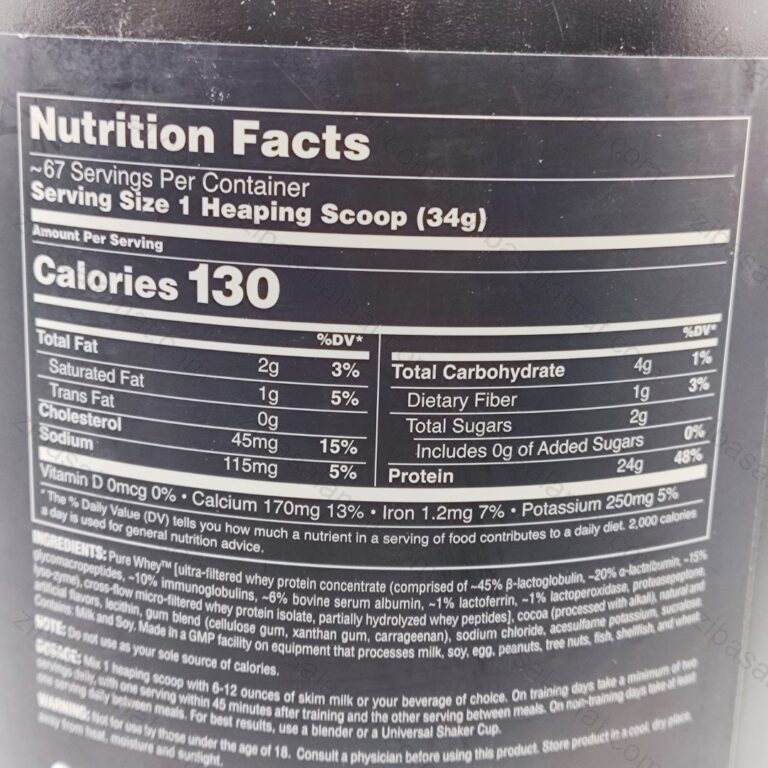 Nutrition Facts
~67 Servings Per Container
Serving Size 1 Heaping Scoop (34g)
Amount Per Serving
Calories 130
%DV*
Total Fat 2g 3%
Saturated Fat 1g 5%
Trans Fat 0g
Cholesterol 45mg 15%
Sodium 115mg 5%
%DV*
Total Carbohydrate 4g 1%
Dietary Fiber 1g 3%
Total Sugars 2g
Includes 0g of Added Sugars 0%
Protein 24g 48%
Vitamin D 0mcg 0% • Calcium 170mg 13% • Iron 1.2mg 7% • Potassium 250mg 5%
*The % Daily Value (DV) tells you how much a nutrient in a serving of food contributes to a daily diet. 2,000 calories
a day is used for general nutrition advice.
INGREDIENTS: Pure Whey™ [ultra-filtered whey protein concentrate (comprised of ~45% β-lactoglobulin, ~20% α-lactalbumin, ~15%
glycomacropeptides, ~10% immunoglobulins, ~6% bovine serum albumin, ~1% lactoferrin, ~1% lactoperoxidase, proteasepeptone,
lyso-zyme), cross-flow micro-filtered whey protein isolate, partially hydrolyzed whey peptides], cocoa (processed with alkali), natural and
artificial flavors, lecithin, gum blend (cellulose gum, xanthan gum, carrageenan), sodium chloride, acesulfame potassium, sucralose
Contains: Milk and Soy. Made in a GMP facility on equipment that processes milk, soy, egg, peanuts, tree nuts, fish, shellfish, and wheat
NOTE: Do not use as your sole source of calories.
DOSAGE: Mix 1 heaping scoop with 6-12 ounces of skim milk or your beverage of choice. On training days take a minimum of two
servings daily, with one serving within 45 minutes after training and the other serving between meals. On non-training days take at least
one serving daily between meals. For best results, use a blender or a Universal Shaker Cup.
WARNING: Not for use by those under the age of 18. Consult a physician before using this product. Store product in a cool, dry place,
away from heat, moisture and sunlight.
zibasalamat.com